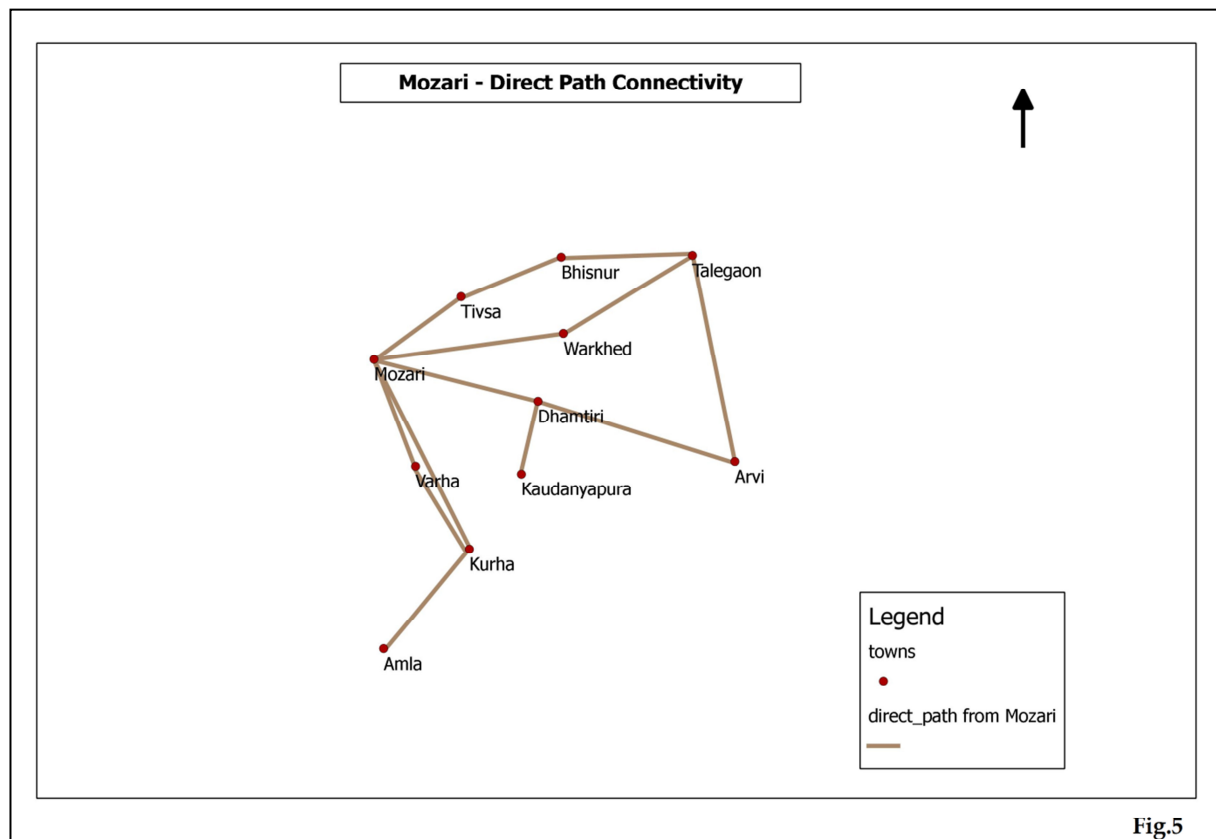 Mozari - Direct Path Connectivity
Bhisnur
Talegaon
Tivsa
Warkhed
Mozari
Dhamtiri
Varha
Kaudanyapura
Arvi
Kurha
Amla
Legend
towns
direct_path from Mozari
Fig.5